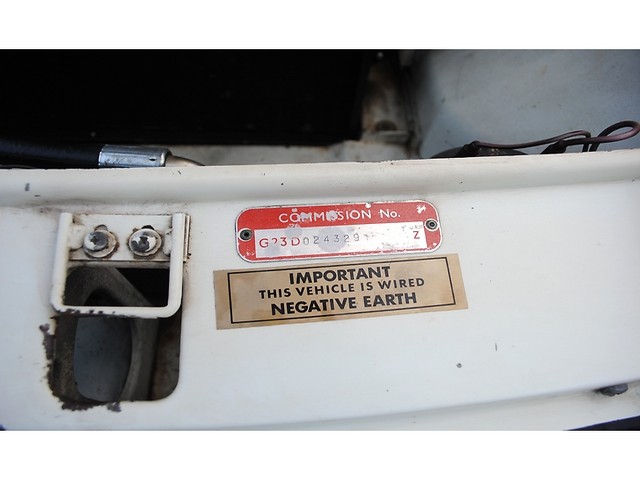 COMMISSION No.
IMPORTANT
THIS VEHICLE IS WIRED
NEGATIVE EARTH